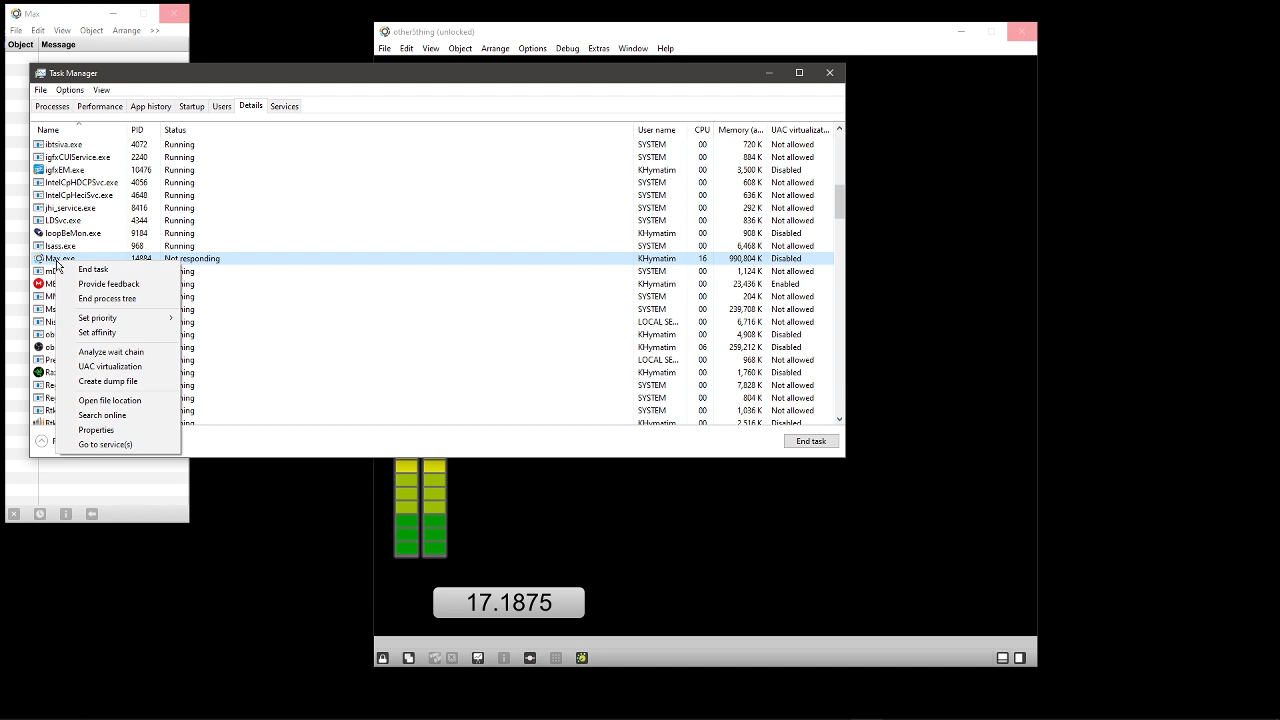 Max
File Edit View Object Arrange >>
Object Message
other5thing (unlocked)
File Edit View Object Arrange Options Debug Extras Window Help
Task Manager
File Options View
Processes Performance App history Startup Users Details Services
Name PID Status User name CPU Memory (a... UAC virtualizat...
ibtsiva.exe 4072 Running SYSTEM 00 720 K Not allowed
igfxCUIService.exe 2240 Running SYSTEM 00 884 K Not allowed
igfxEM.exe 10476 Running KHymatim 00 3,500 K Disabled
IntelCpHDCPSvc.exe 4056 Running SYSTEM 00 608 K Not allowed
IntelCpHeciSvc.exe 4648 Running SYSTEM 00 636 K Not allowed
jhi_service.exe 8416 Running SYSTEM 00 292 K Not allowed
LDSvc.exe 4344 Running SYSTEM 00 836 K Not allowed
loopBeMon.exe 9184 Running KHymatim 00 908 K Disabled
lsass.exe 968 Running SYSTEM 00 6,468 K Not allowed
Max.exe 14884 Not responding KHymatim 16 990,804 K Disabled
SYSTEM 00 1,124 K Not allowed
KHymatim 00 23,436 K Enabled
SYSTEM 00 204 K Not allowed
SYSTEM 00 239,708 K Not allowed
LOCAL SE... 00 6,716 K Not allowed
KHymatim 00 4,908 K Disabled
KHymatim 06 259,212 K Disabled
LOCAL SE... 00 968 K Not allowed
KHymatim 00 1,760 K Disabled
SYSTEM 00 7,828 K Not allowed
SYSTEM 00 804 K Not allowed
SYSTEM 00 1,036 K Not allowed
KHymatim 00 2,516 K Disabled
End task
Provide feedback
End process tree
Set priority
Set affinity
Analyze wait chain
UAC virtualization
Create dump file
Open file location
Search online
Properties
Go to service(s)
End task
17.1875